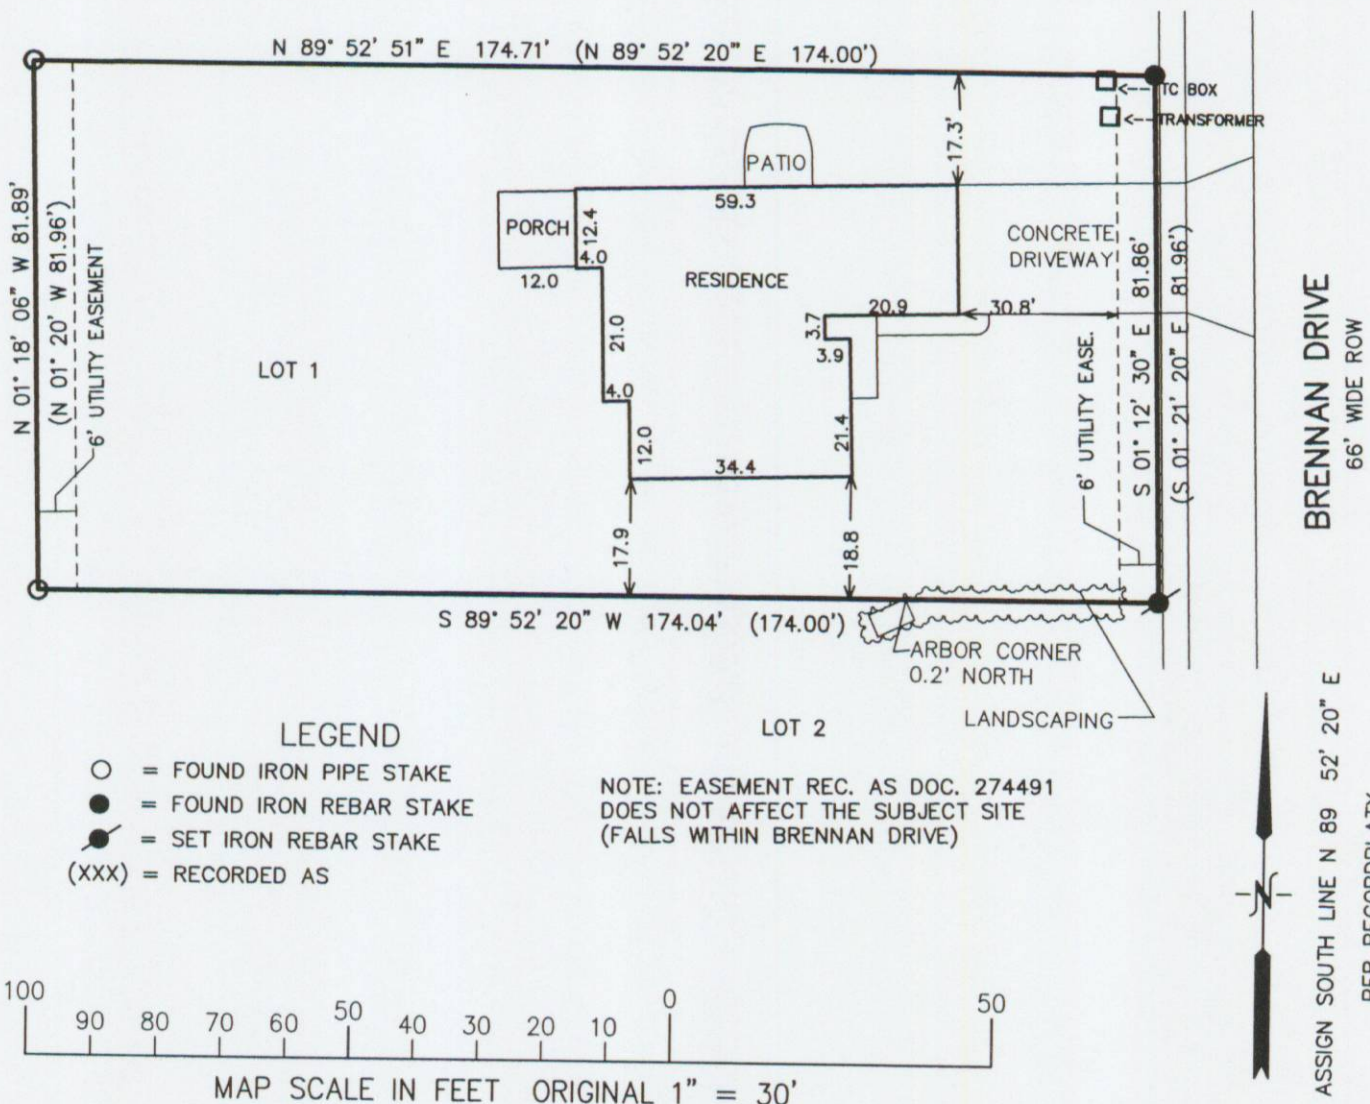 N 89° 52' 51" E 174.71' (N 89° 52' 20" E 174.00')
TC BOX
TRANSFORMER
17.3'
PATIO
59.3
PORCH
12.4
4.0
12.0
CONCRETE
DRIVEWAY
RESIDENCE
20.9
30.8'
3.7
3.9
21.0
4.0
12.0
21.4
34.4
17.9
18.8
LOT 1
N 01° 18' 06" W 81.89'
(N 01° 20' W 81.96')
6' UTILITY EASEMENT
6' UTILITY EASE.
S 01° 12' 30" E 81.86'
(S 01° 21' 20" E 81.96')
BRENNAN DRIVE
66' WIDE ROW
S 89° 52' 20" W 174.04' (174.00')
ARBOR CORNER
0.2' NORTH
LANDSCAPING
LOT 2
LEGEND
= FOUND IRON PIPE STAKE
= FOUND IRON REBAR STAKE
= SET IRON REBAR STAKE
(XXX) = RECORDED AS
NOTE: EASEMENT REC. AS DOC. 274491
DOES NOT AFFECT THE SUBJECT SITE
(FALLS WITHIN BRENNAN DRIVE)
N
ASSIGN SOUTH LINE N 89 52' 20" E
PER RECORDPLATX
100 90 80 70 60 50 40 30 20 10 0 50
MAP SCALE IN FEET ORIGINAL 1" = 30'